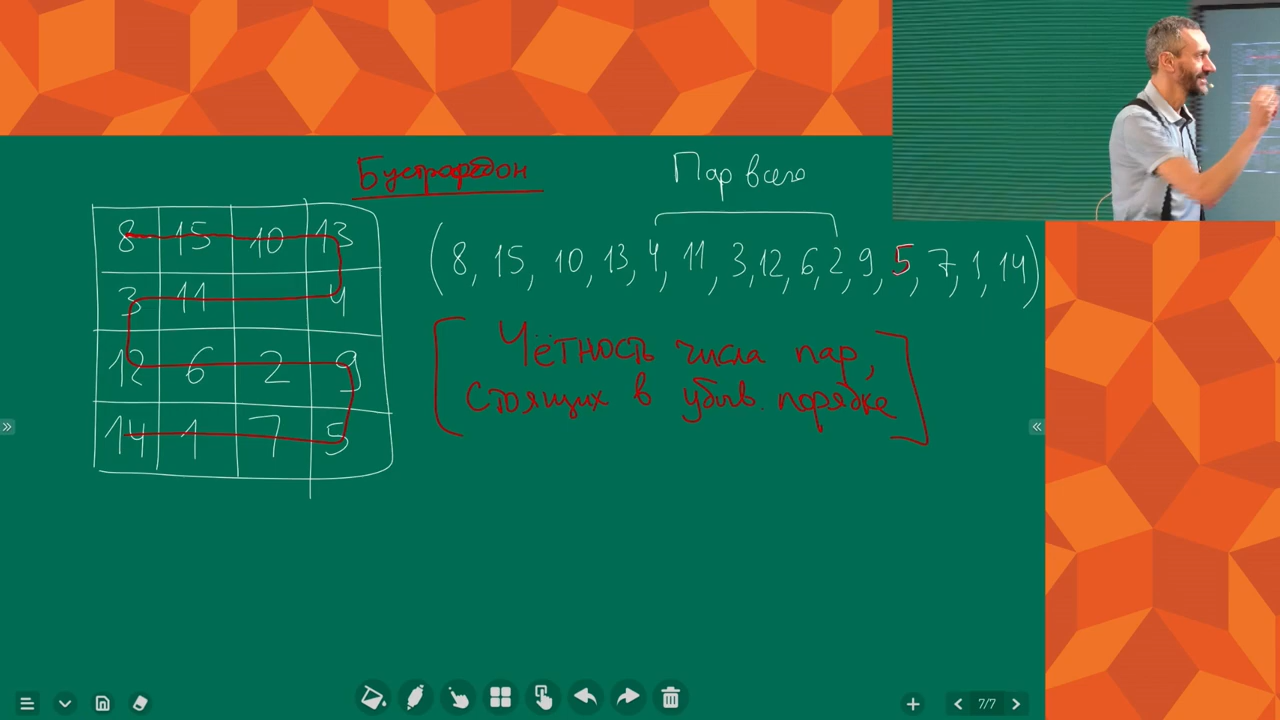 Бустрофедон
Пар всего
8 15 10 13
3 11 4
12 6 2 9
14 1 7 5
(8, 15, 10, 13, 4, 11, 3, 12, 6, 2, 9, 5, 7, 1, 14)
[Чётность числа пар,
стоящих в убыв. порядке]
7/7